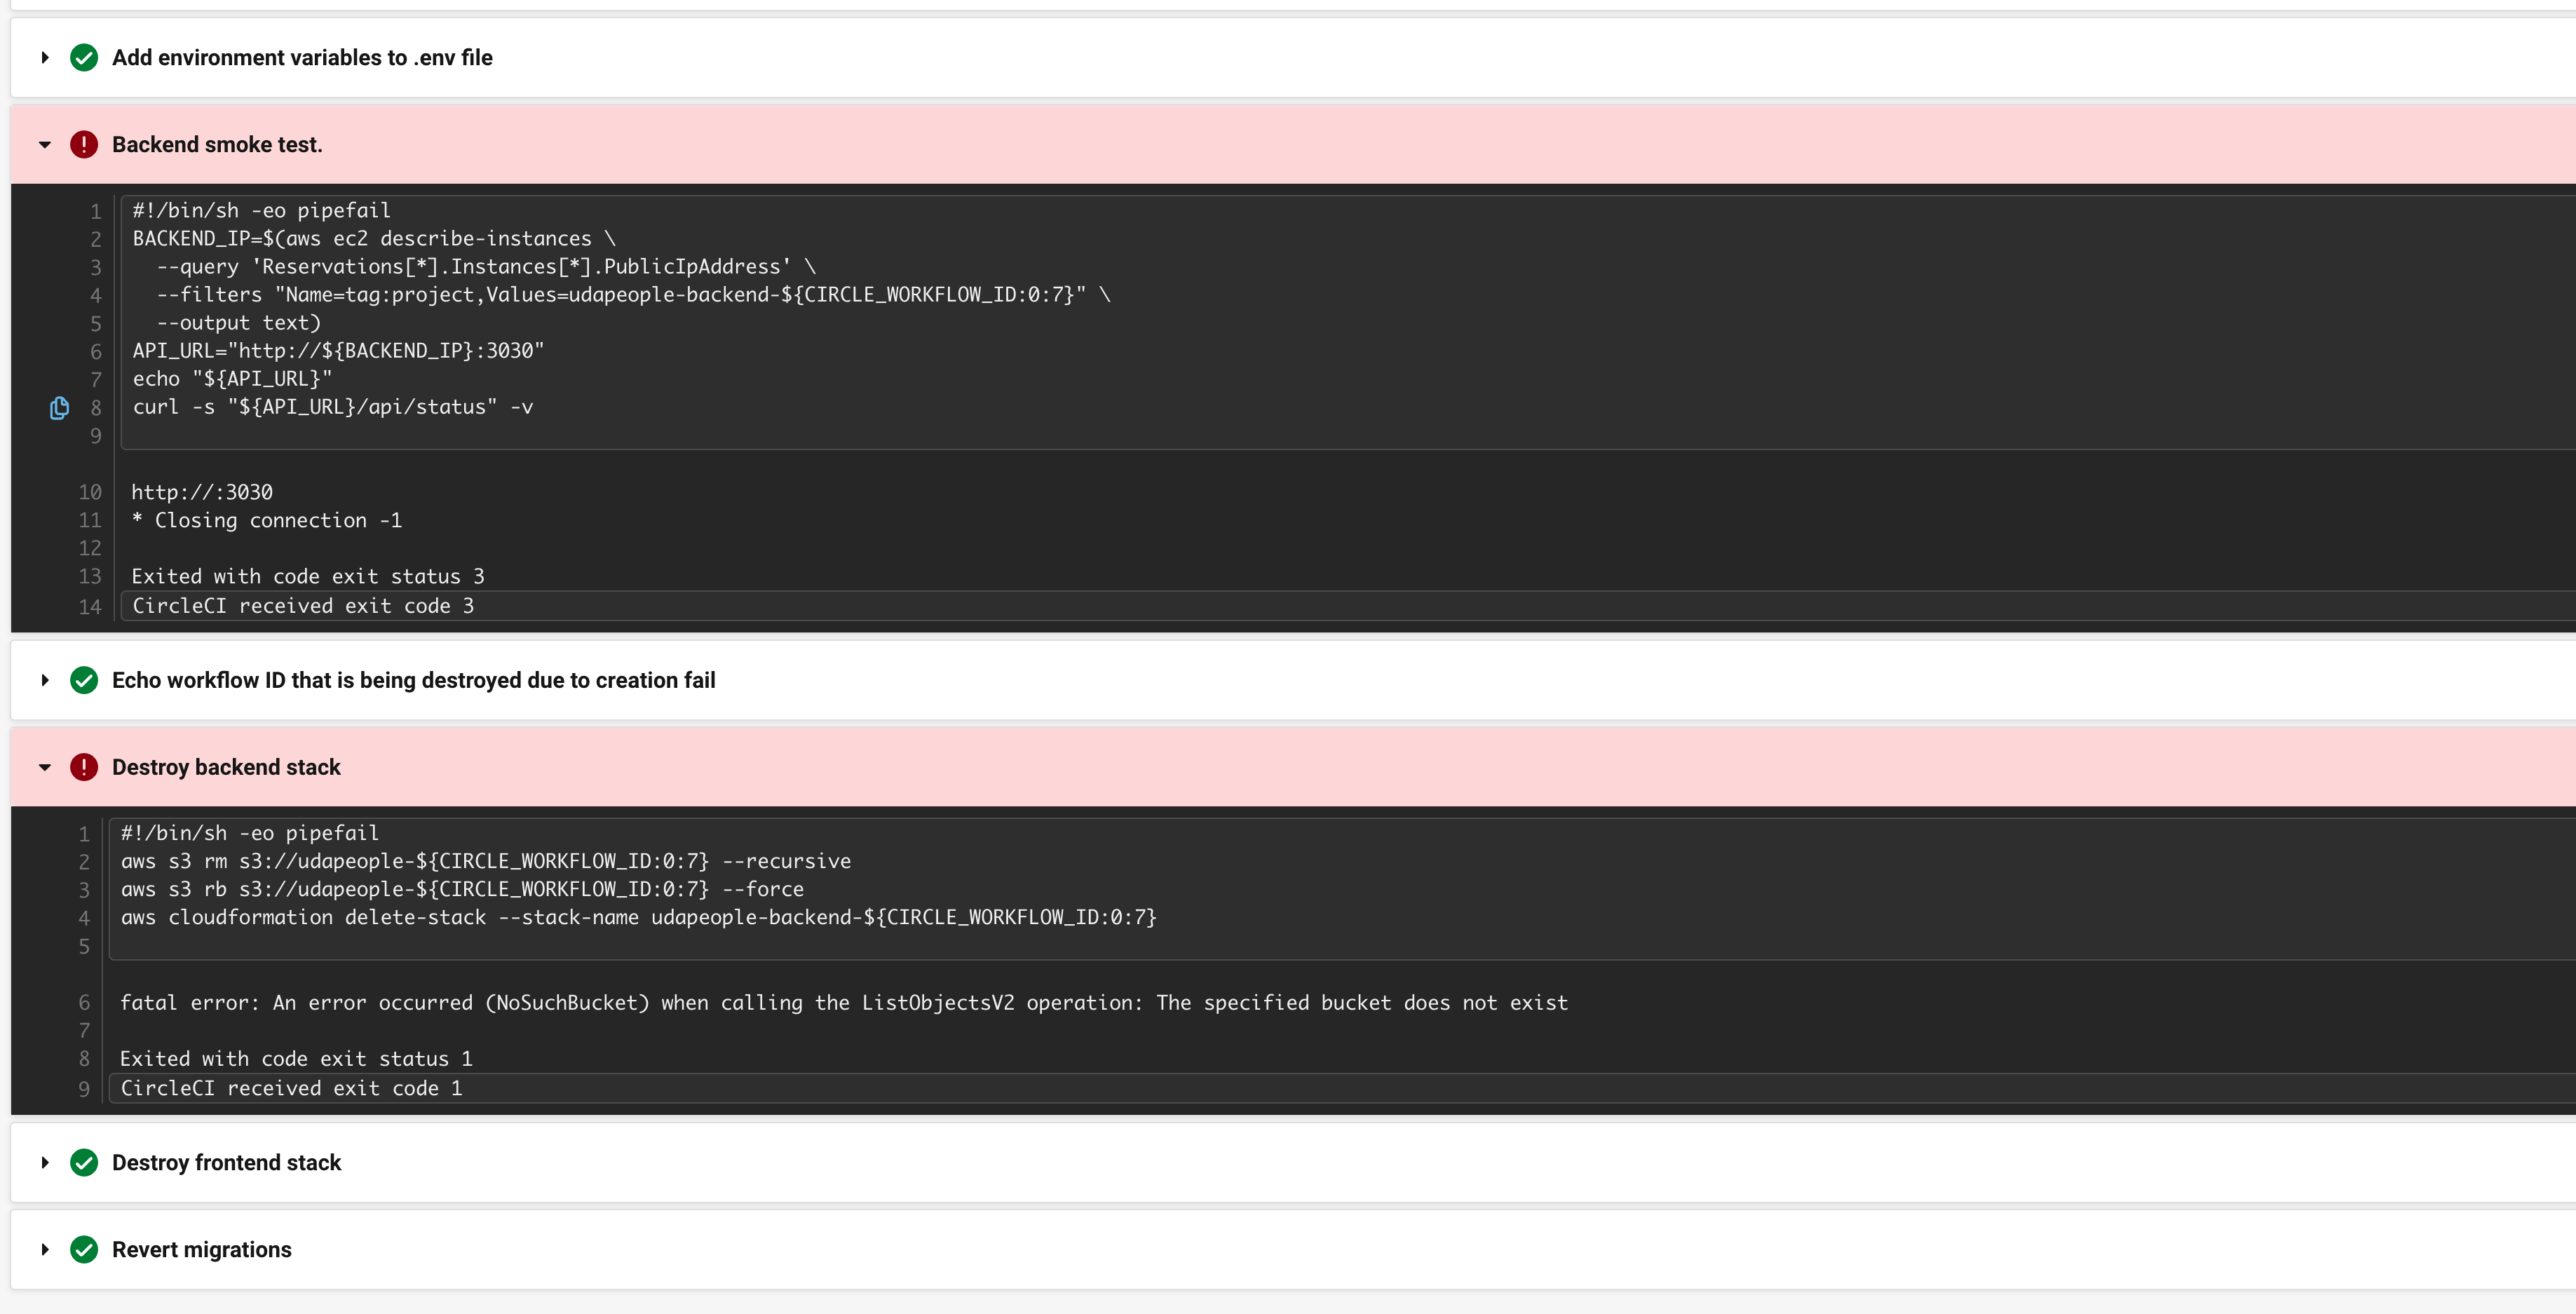 Add environment variables to .env file
Backend smoke test.
1 #!/bin/sh -eo pipefail
2 BACKEND_IP=$(aws ec2 describe-instances \
3   --query 'Reservations[*].Instances[*].PublicIpAddress' \
4   --filters "Name=tag:project,Values=udapeople-backend-${CIRCLE_WORKFLOW_ID:0:7}" \
5   --output text)
6 API_URL="http://${BACKEND_IP}:3030"
7 echo "${API_URL}"
8 curl -s "${API_URL}/api/status" -v
9
10 http://:3030
11 * Closing connection -1
12
13 Exited with code exit status 3
14 CircleCI received exit code 3
Echo workflow ID that is being destroyed due to creation fail
Destroy backend stack
1 #!/bin/sh -eo pipefail
2 aws s3 rm s3://udapeople-${CIRCLE_WORKFLOW_ID:0:7} --recursive
3 aws s3 rb s3://udapeople-${CIRCLE_WORKFLOW_ID:0:7} --force
4 aws cloudformation delete-stack --stack-name udapeople-backend-${CIRCLE_WORKFLOW_ID:0:7}
5
6 fatal error: An error occurred (NoSuchBucket) when calling the ListObjectsV2 operation: The specified bucket does not exist
7
8 Exited with code exit status 1
9 CircleCI received exit code 1
Destroy frontend stack
Revert migrations